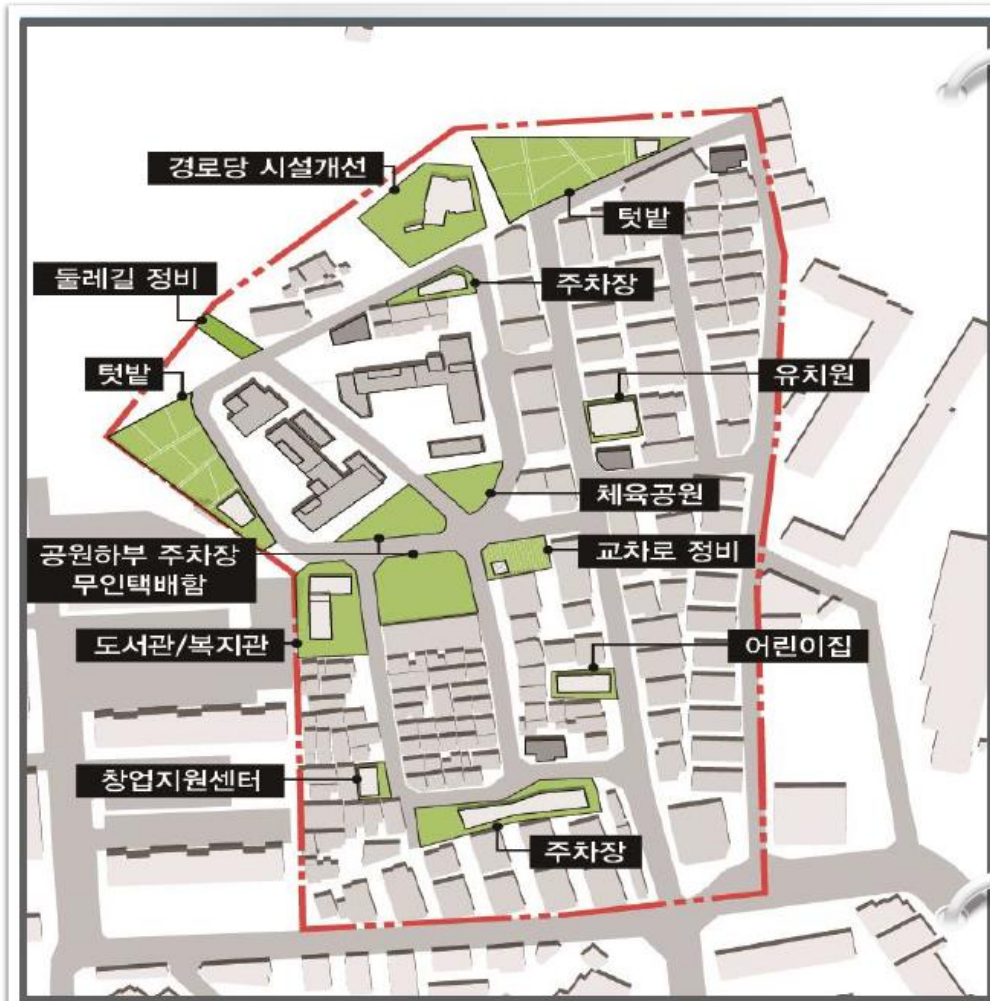 경로당 시설개선
텃밭
둘레길 정비
주차장
텃밭
유치원
체육공원
공원하부 주차장
무인택배함
교차로 정비
도서관/복지관
어린이집
창업지원센터
주차장